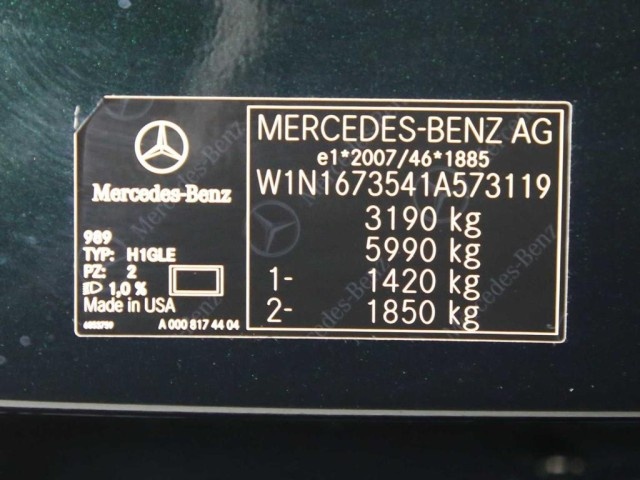 Mercedes-Benz
989
TYP: H1GLE
PZ: 2
1,0 %
Made in USA
A 000 817 44 04
MERCEDES-BENZ AG
e1*2007/46*1885
W1N1673541A573119
3190 kg
5990 kg
1- 1420 kg
2- 1850 kg